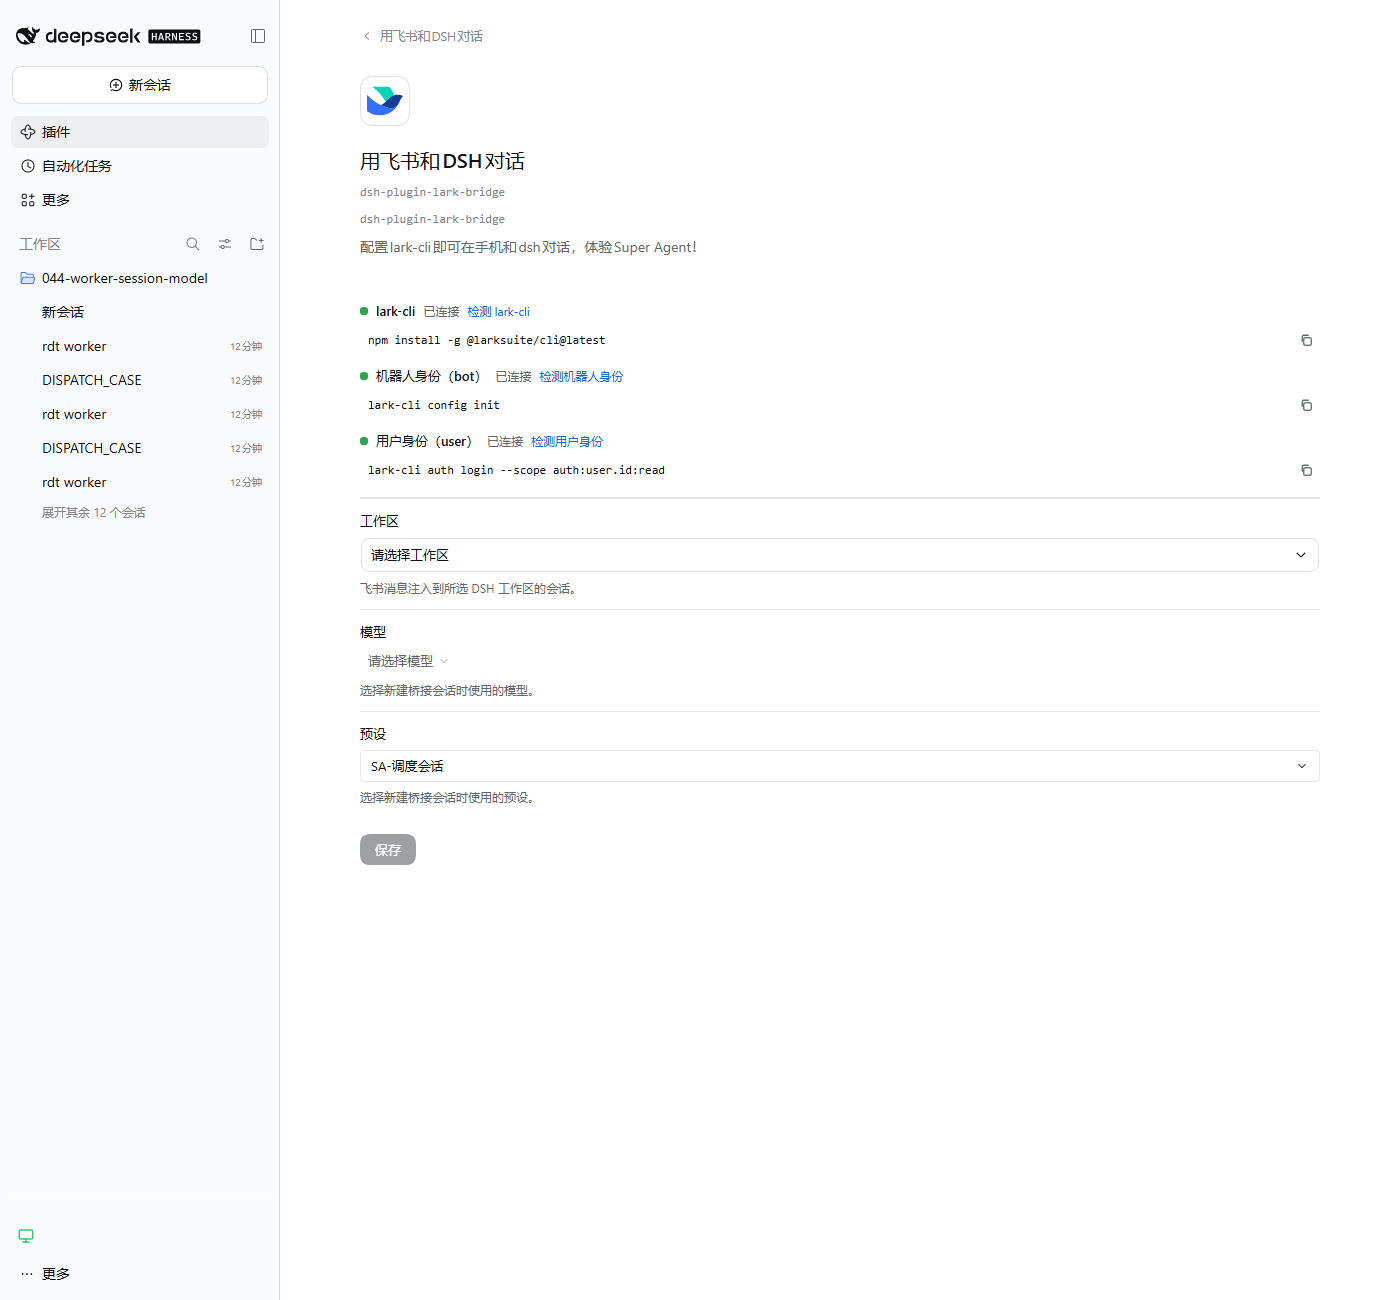 deepseek HARNESS
新会话
插件
自动化任务
更多
工作区
044-worker-session-model
新会话
rdt worker 12分钟
DISPATCH_CASE 12分钟
rdt worker 12分钟
DISPATCH_CASE 12分钟
rdt worker 12分钟
展开其余 12 个会话
更多
用飞书和DSH对话
用飞书和DSH对话
dsh-plugin-lark-bridge
dsh-plugin-lark-bridge
配置lark-cli即可在手机和dsh对话，体验Super Agent！
lark-cli 已连接 检测 lark-cli
npm install -g @larksuite/cli@latest
机器人身份（bot） 已连接 检测机器人身份
lark-cli config init
用户身份（user） 已连接 检测用户身份
lark-cli auth login --scope auth:user.id:read
工作区
请选择工作区
飞书消息注入到所选 DSH 工作区的会话。
模型
请选择模型
选择新建桥接会话时使用的模型。
预设
SA-调度会话
选择新建桥接会话时使用的预设。
保存